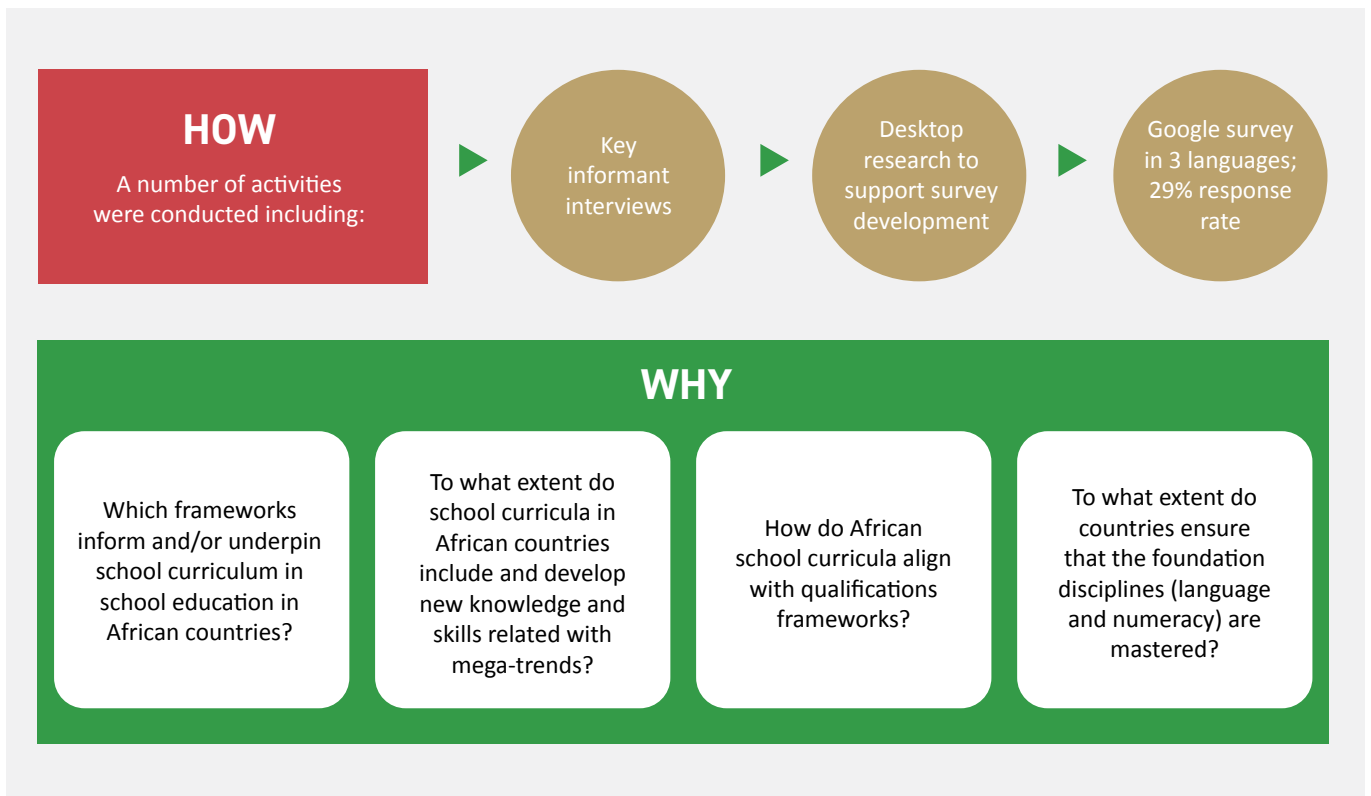 HOW
A number of activities
were conducted including:
Key
informant
interviews
Desktop
research to
support survey
development
Google survey
in 3 languages;
29% response
rate
WHY
Which frameworks
inform and/or underpin
school curriculum in
school education in
African countries?
To what extent do
school curricula in
African countries
include and develop
new knowledge and
skills related with
mega-trends?
How do African
school curricula align
with qualifications
frameworks?
To what extent do
countries ensure
that the foundation
disciplines (language
and numeracy) are
mastered?